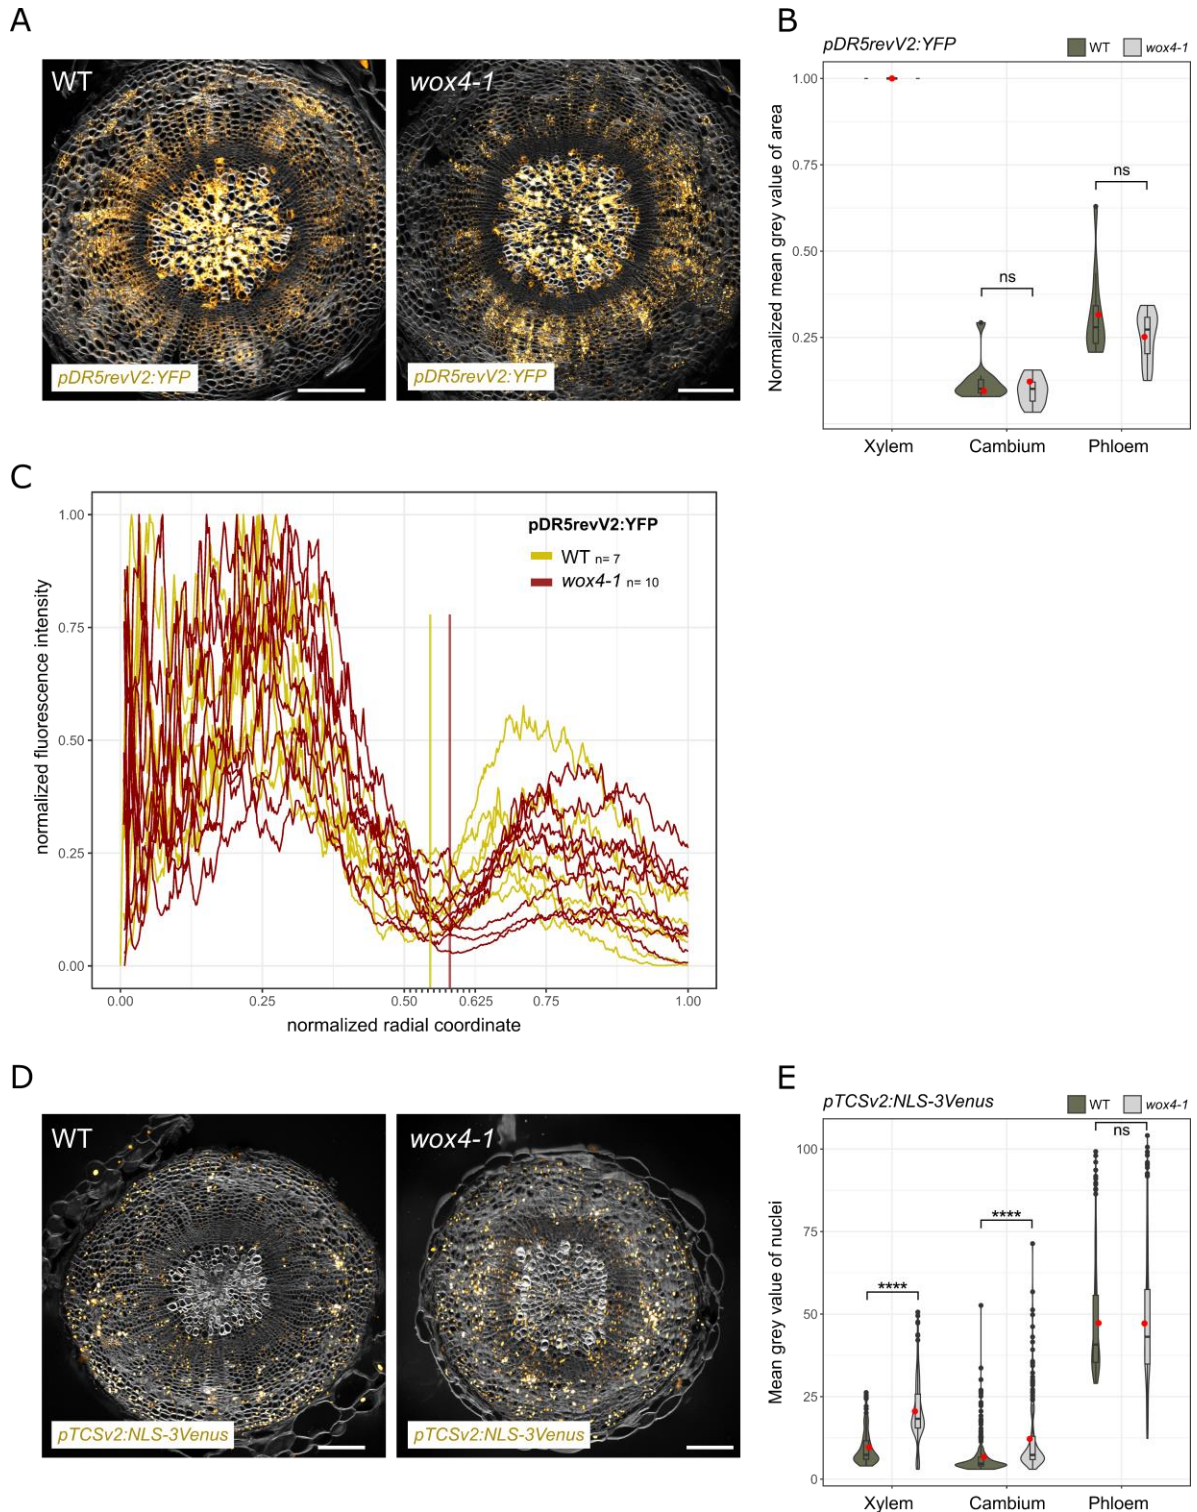 A
WT
pDR5revV2:YFP
wox4-1
pDR5revV2:YFP
B
pDR5revV2:YFP
WT
wox4-1
Normalized mean grey value of area
1.00
0.75
0.50
0.25
ns
ns
Xylem
Cambium
Phloem
C
normalized fluorescence intensity
1.00
0.75
0.50
0.25
0.00
pDR5revV2:YFP
WT n= 7
wox4-1 n= 10
0.00
0.25
0.50
0.625
0.75
1.00
normalized radial coordinate
D
WT
pTCSv2:NLS-3Venus
wox4-1
pTCSv2:NLS-3Venus
E
pTCSv2:NLS-3Venus
WT
wox4-1
Mean grey value of nuclei
100
75
50
25
0
****
****
ns
Xylem
Cambium
Phloem